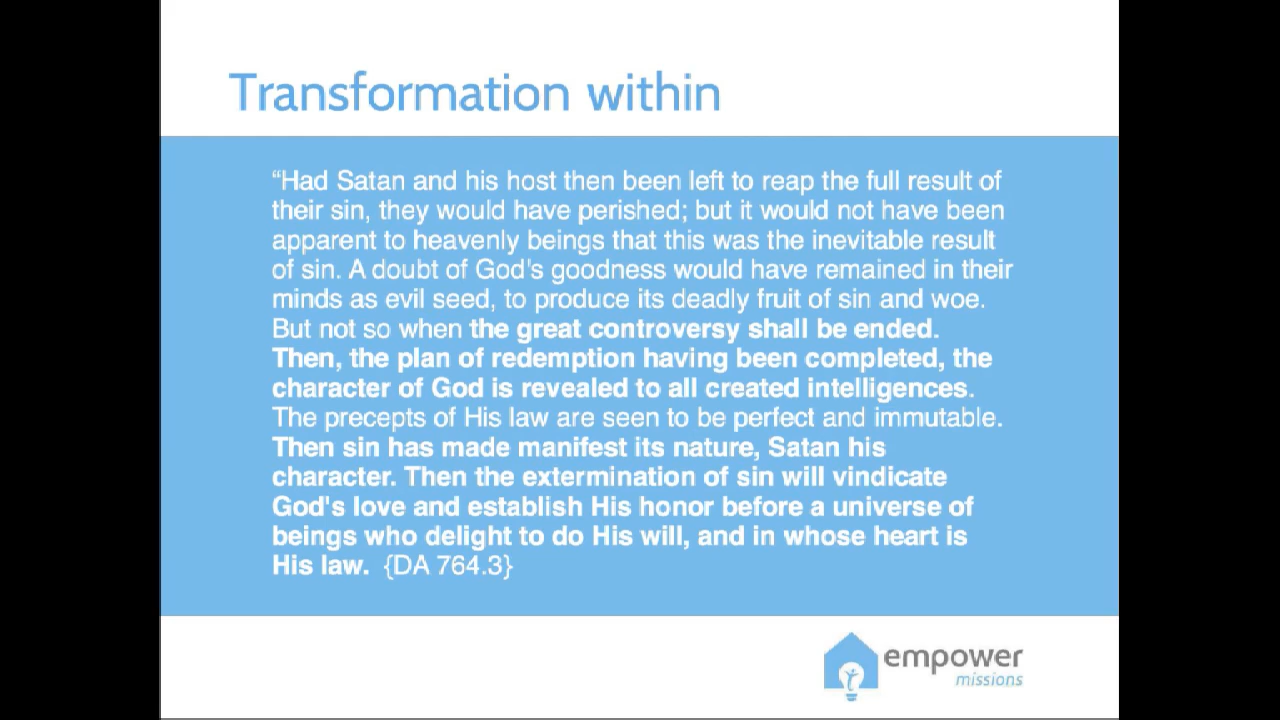 Transformation within
“Had Satan and his host then been left to reap the full result of
their sin, they would have perished; but it would not have been
apparent to heavenly beings that this was the inevitable result
of sin. A doubt of God's goodness would have remained in their
minds as evil seed, to produce its deadly fruit of sin and woe.
But not so when the great controversy shall be ended.
Then, the plan of redemption having been completed, the
character of God is revealed to all created intelligences.
The precepts of His law are seen to be perfect and immutable.
Then sin has made manifest its nature, Satan his
character. Then the extermination of sin will vindicate
God's love and establish His honor before a universe of
beings who delight to do His will, and in whose heart is
His law. {DA 764.3}
empower
missions